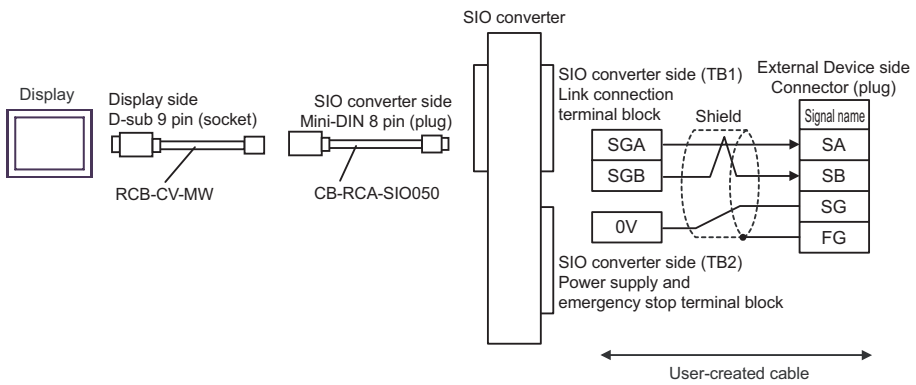 SIO converter
Display
Display side
D-sub 9 pin (socket)
RCB-CV-MW
SIO converter side
Mini-DIN 8 pin (plug)
CB-RCA-SIO050
SIO converter side (TB1)
Link connection
terminal block
Shield
External Device side
Connector (plug)
Signal name
SGA
SA
SGB
SB
SG
0V
FG
SIO converter side (TB2)
Power supply and
emergency stop terminal block
User-created cable